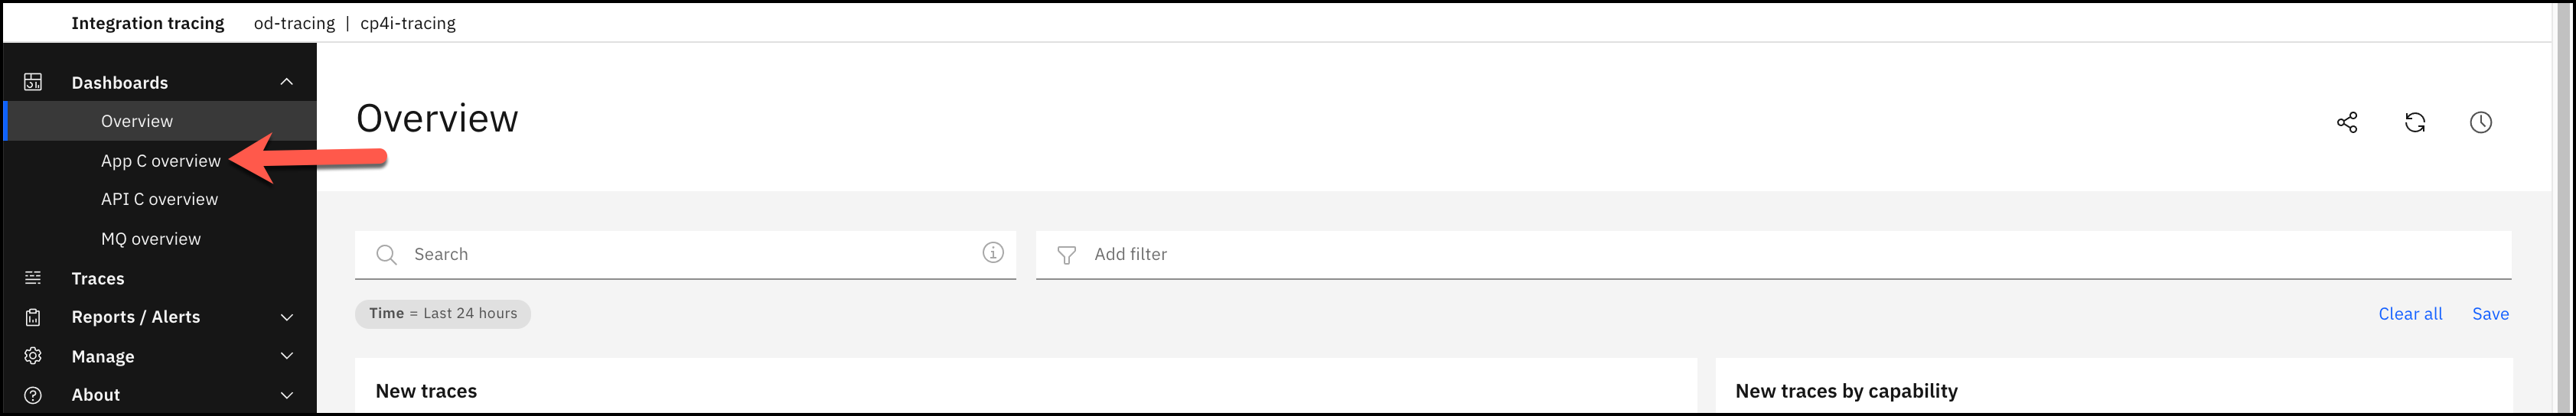 Integration tracing od-tracing | cp4i-tracing
Dashboards
Overview
App C overview
API C overview
MQ overview
Traces
Reports / Alerts
Manage
About
Overview
Search
Add filter
Time = Last 24 hours
Clear all Save
New traces
New traces by capability